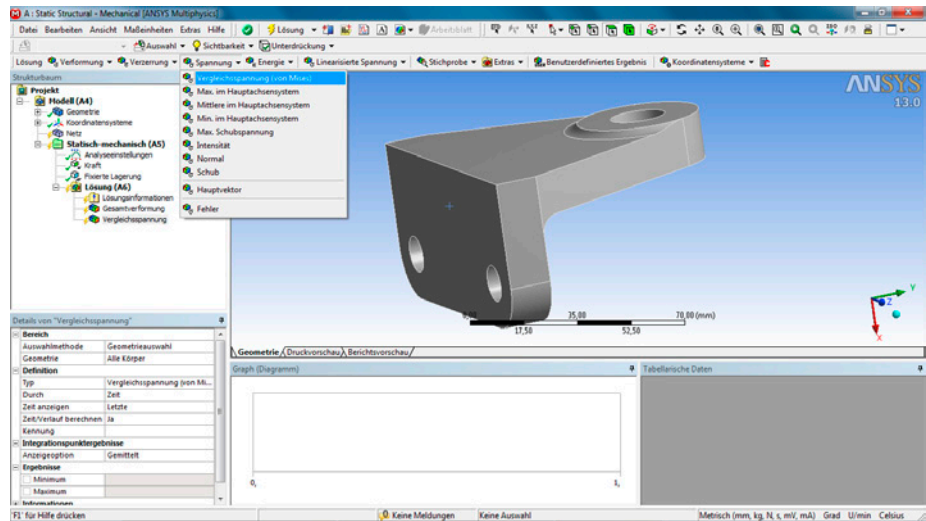 A : Static Structural - Mechanical [ANSYS Multiphysics]
Datei Bearbeiten Ansicht Maßeinheiten Extras Hilfe Lösung Arbeitsblatt
Auswahl Sichtbarkeit Unterdrückung
Lösung Verformung Verzerrung Spannung Energie Linearisierte Spannung Stichprobe Extras Benutzerdefiniertes Ergebnis Koordinatensysteme
Strukturbaum
Projekt
Modell (A4)
Geometrie
Koordinatensysteme
Netz
Statisch-mechanisch (A5)
Analyseeinstellungen
Kraft
Fixierte Lagerung
Lösung (A6)
Lösungsinformationen
Gesamtverformung
Vergleichsspannung
Vergleichsspannung (von Mises)
Max. im Hauptachsensystem
Mittlere im Hauptachsensystem
Min. im Hauptachsensystem
Max. Schubspannung
Intensität
Normal
Schub
Hauptvektor
Fehler
ANSYS
13.0
0,00 35,00 70,00 (mm)
17,50 52,50
Y
Z
X
Geometrie Druckvorschau Berichtsvorschau
Details von "Vergleichsspannung"
Bereich
Auswahlmethode Geometrieauswahl
Geometrie Alle Körper
Definition
Typ Vergleichsspannung (von Mi...
Durch Zeit
Zeit anzeigen Letzte
Zeit/Verlauf berechnen Ja
Kennung
Integrationspunktergebnisse
Anzeigeoption Gemittelt
Ergebnisse
Minimum
Maximum
Informationen
Graph (Diagramm)
0, 1,
Tabellarische Daten
'F1' für Hilfe drücken 0 Keine Meldungen Keine Auswahl Metrisch (mm, kg, N, s, mV, mA) Grad U/min Celsius